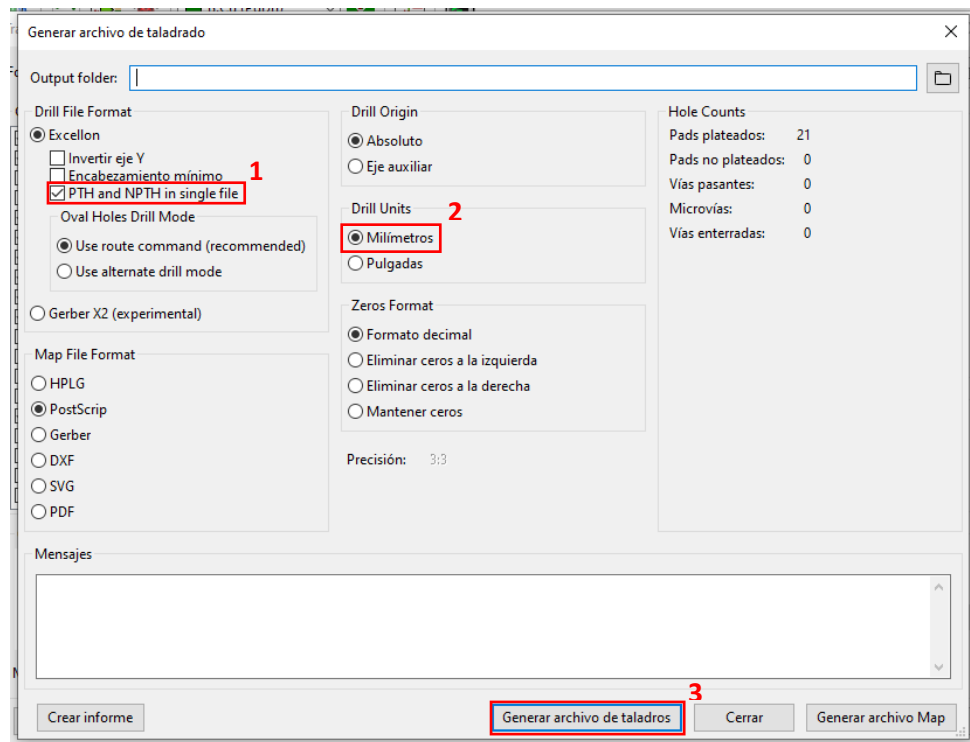 Generar archivo de taladrado
Output folder:
Drill File Format
Excellon
Invertir eje Y
Encabezamiento mínimo
1
PTH and NPTH in single file
Oval Holes Drill Mode
Use route command (recommended)
Use alternate drill mode
Gerber X2 (experimental)
Map File Format
HPLG
PostScrip
Gerber
DXF
SVG
PDF
Drill Origin
Absoluto
Eje auxiliar
Drill Units
2
Milímetros
Pulgadas
Zeros Format
Formato decimal
Eliminar ceros a la izquierda
Eliminar ceros a la derecha
Mantener ceros
Precisión: 3:3
Hole Counts
Pads plateados: 21
Pads no plateados: 0
Vías pasantes: 0
Microvías: 0
Vías enterradas: 0
Mensajes
3
Crear informe
Generar archivo de taladros
Cerrar
Generar archivo Map